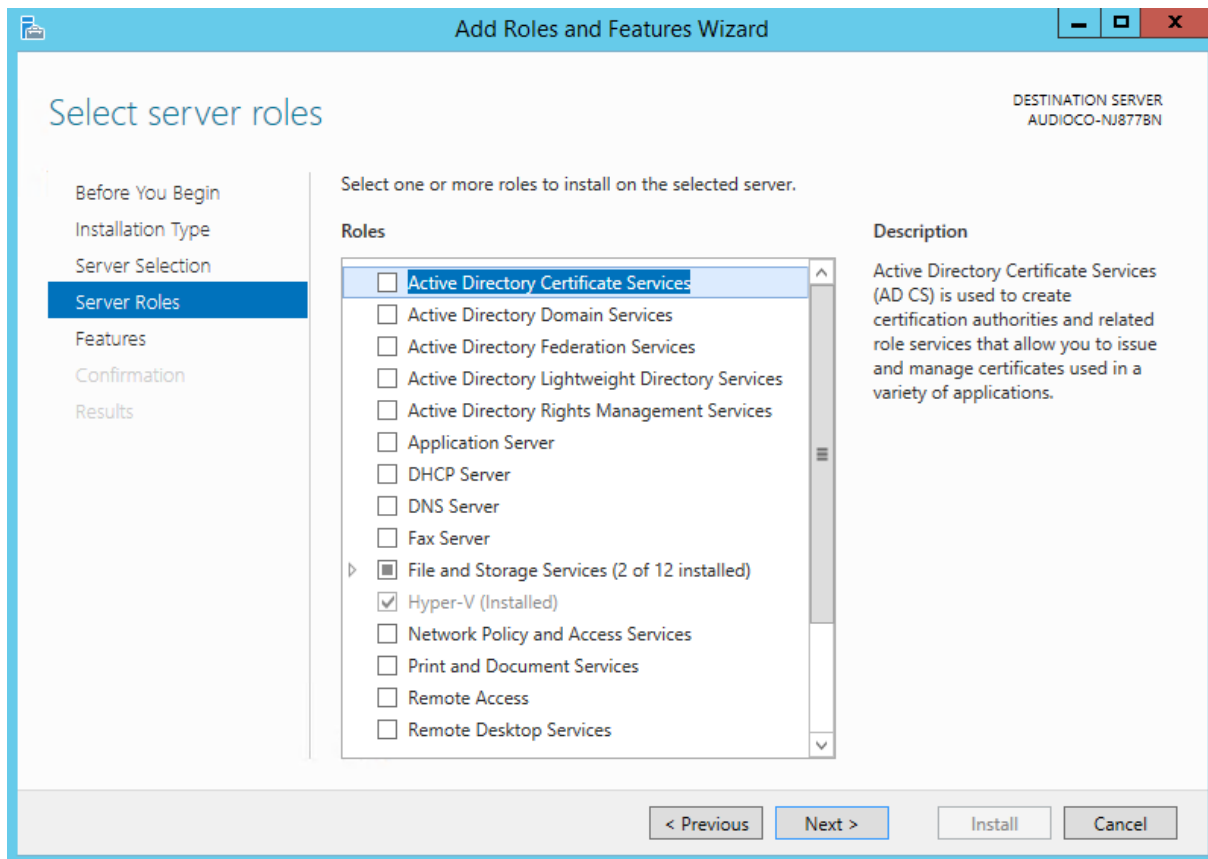 Add Roles and Features Wizard
Select server roles
DESTINATION SERVER
AUDIOCO-NJ877BN
Before You Begin
Installation Type
Server Selection
Server Roles
Features
Confirmation
Results
Select one or more roles to install on the selected server.
Roles
Active Directory Certificate Services
Active Directory Domain Services
Active Directory Federation Services
Active Directory Lightweight Directory Services
Active Directory Rights Management Services
Application Server
DHCP Server
DNS Server
Fax Server
File and Storage Services (2 of 12 installed)
Hyper-V (Installed)
Network Policy and Access Services
Print and Document Services
Remote Access
Remote Desktop Services
Description
Active Directory Certificate Services
(AD CS) is used to create
certification authorities and related
role services that allow you to issue
and manage certificates used in a
variety of applications.
< Previous
Next >
Install
Cancel